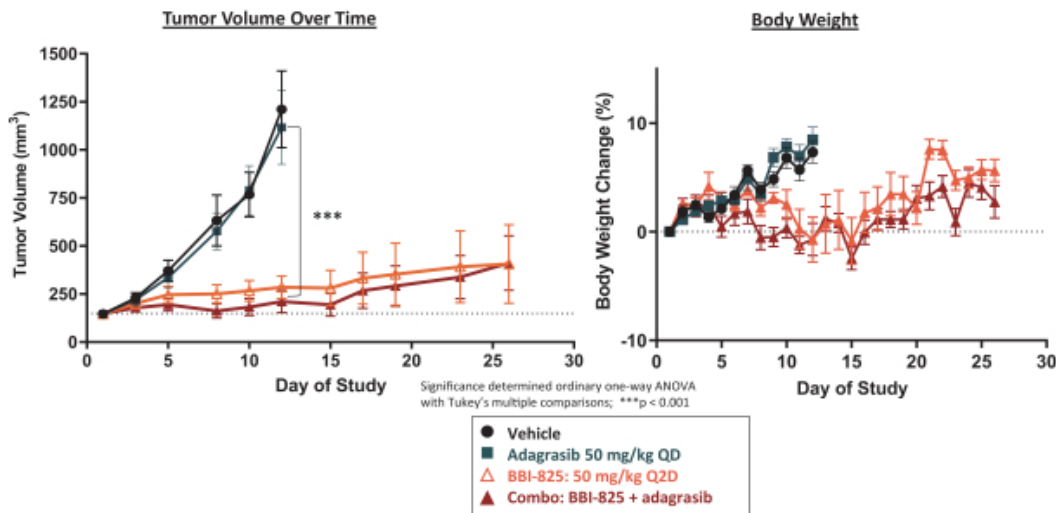 Tumor Volume Over Time
1500
1250
1000
750
500
250
0
Tumor Volume (mm³)
***
0
5
10
15
20
25
30
Day of Study
Body Weight
10
0
-10
Body Weight Change (%)
0
5
10
15
20
25
30
Day of Study
Significance determined ordinary one-way ANOVA
with Tukey's multiple comparisons; ***p < 0.001
Vehicle
Adagrasib 50 mg/kg QD
BBI-825: 50 mg/kg Q2D
Combo: BBI-825 + adagrasib